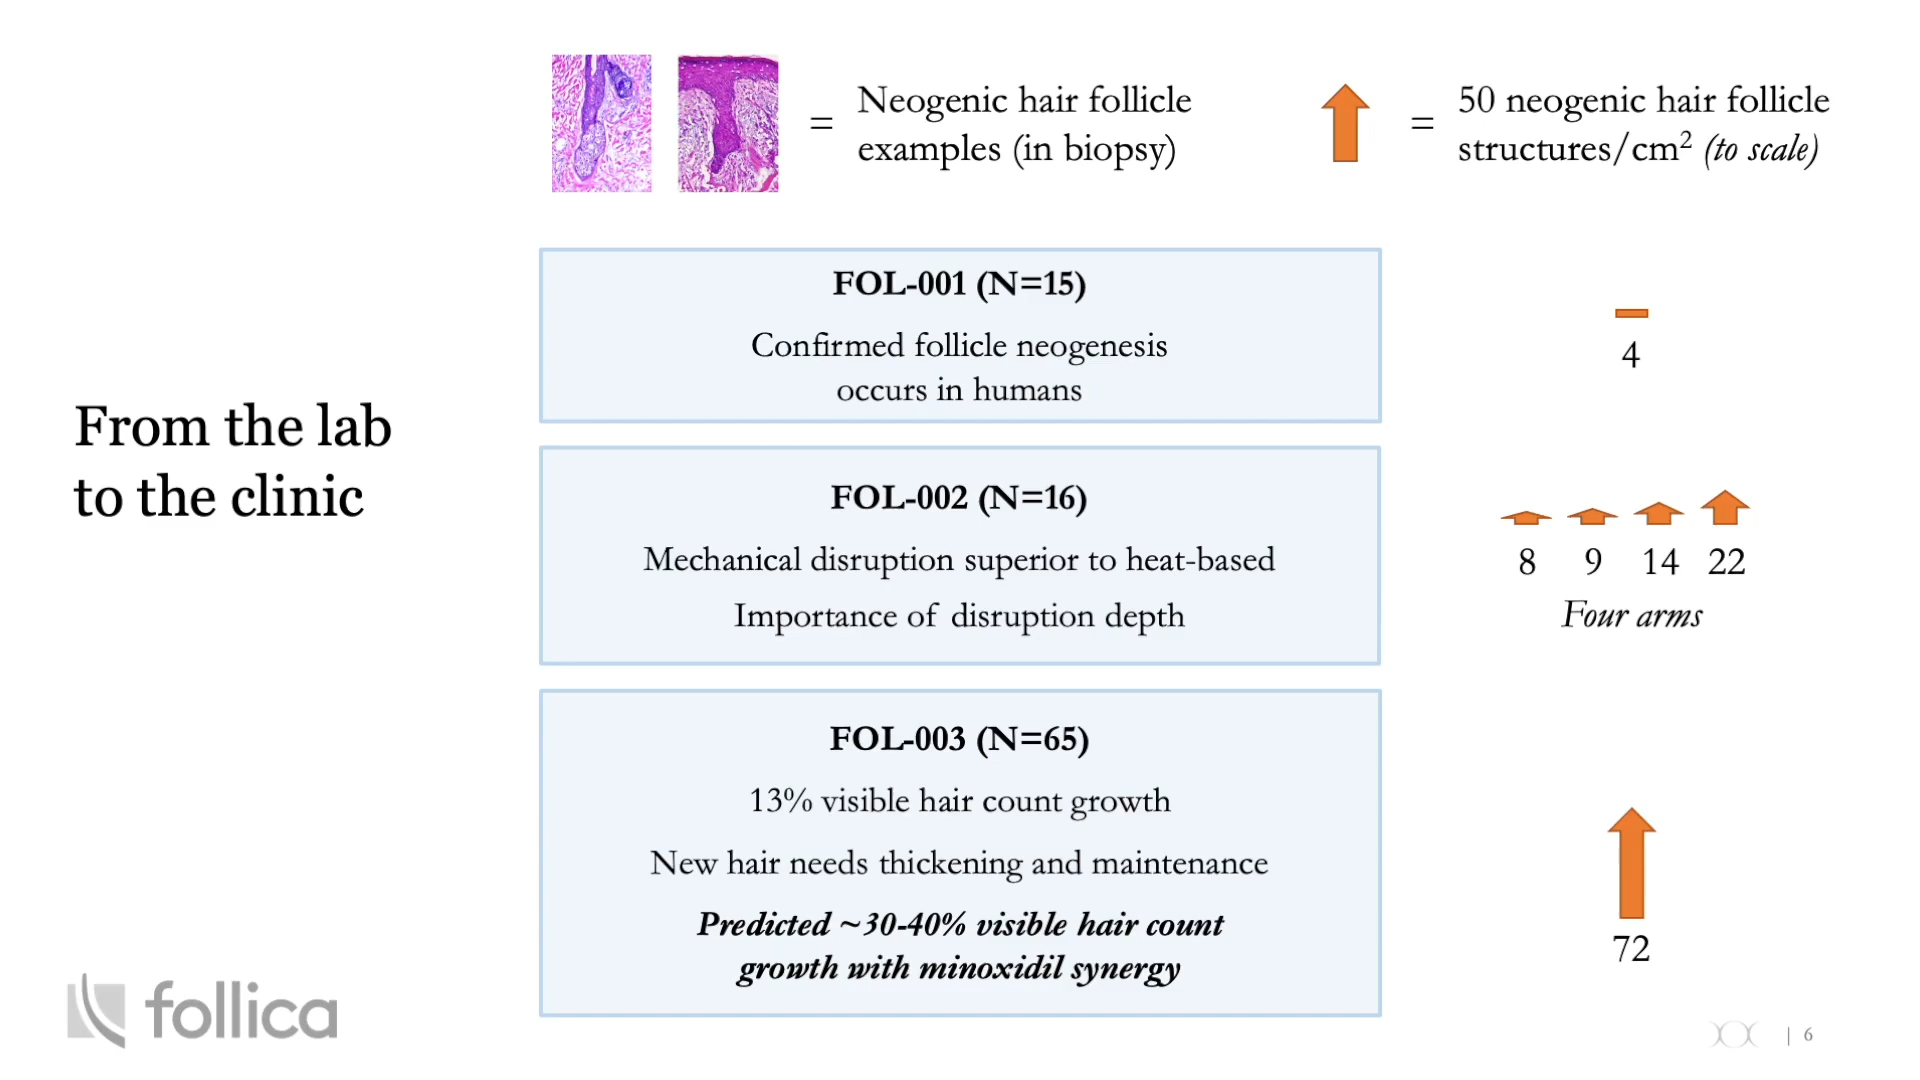 = Neogenic hair follicle
examples (in biopsy)
= 50 neogenic hair follicle
structures/cm² (to scale)
From the lab
to the clinic
FOL-001 (N=15)
Confirmed follicle neogenesis
occurs in humans
4
FOL-002 (N=16)
Mechanical disruption superior to heat-based
Importance of disruption depth
8 9 14 22
Four arms
FOL-003 (N=65)
13% visible hair count growth
New hair needs thickening and maintenance
Predicted ~30-40% visible hair count
growth with minoxidil synergy
72
follica
| 6